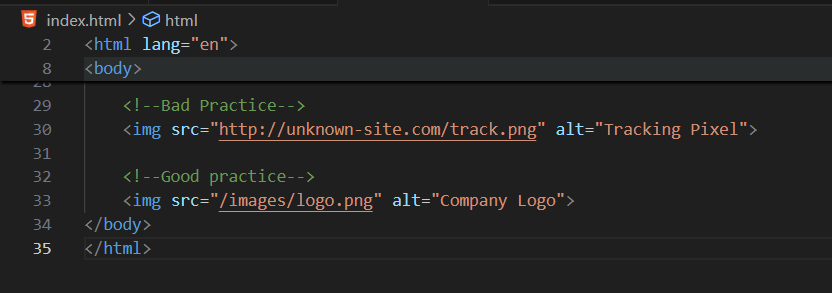 index.html > html
2 <html lang="en">
8 <body>
28
29 <!--Bad Practice-->
30 <img src="http://unknown-site.com/track.png" alt="Tracking Pixel">
31
32 <!--Good practice-->
33 <img src="/images/logo.png" alt="Company Logo">
34 </body>
35 </html>